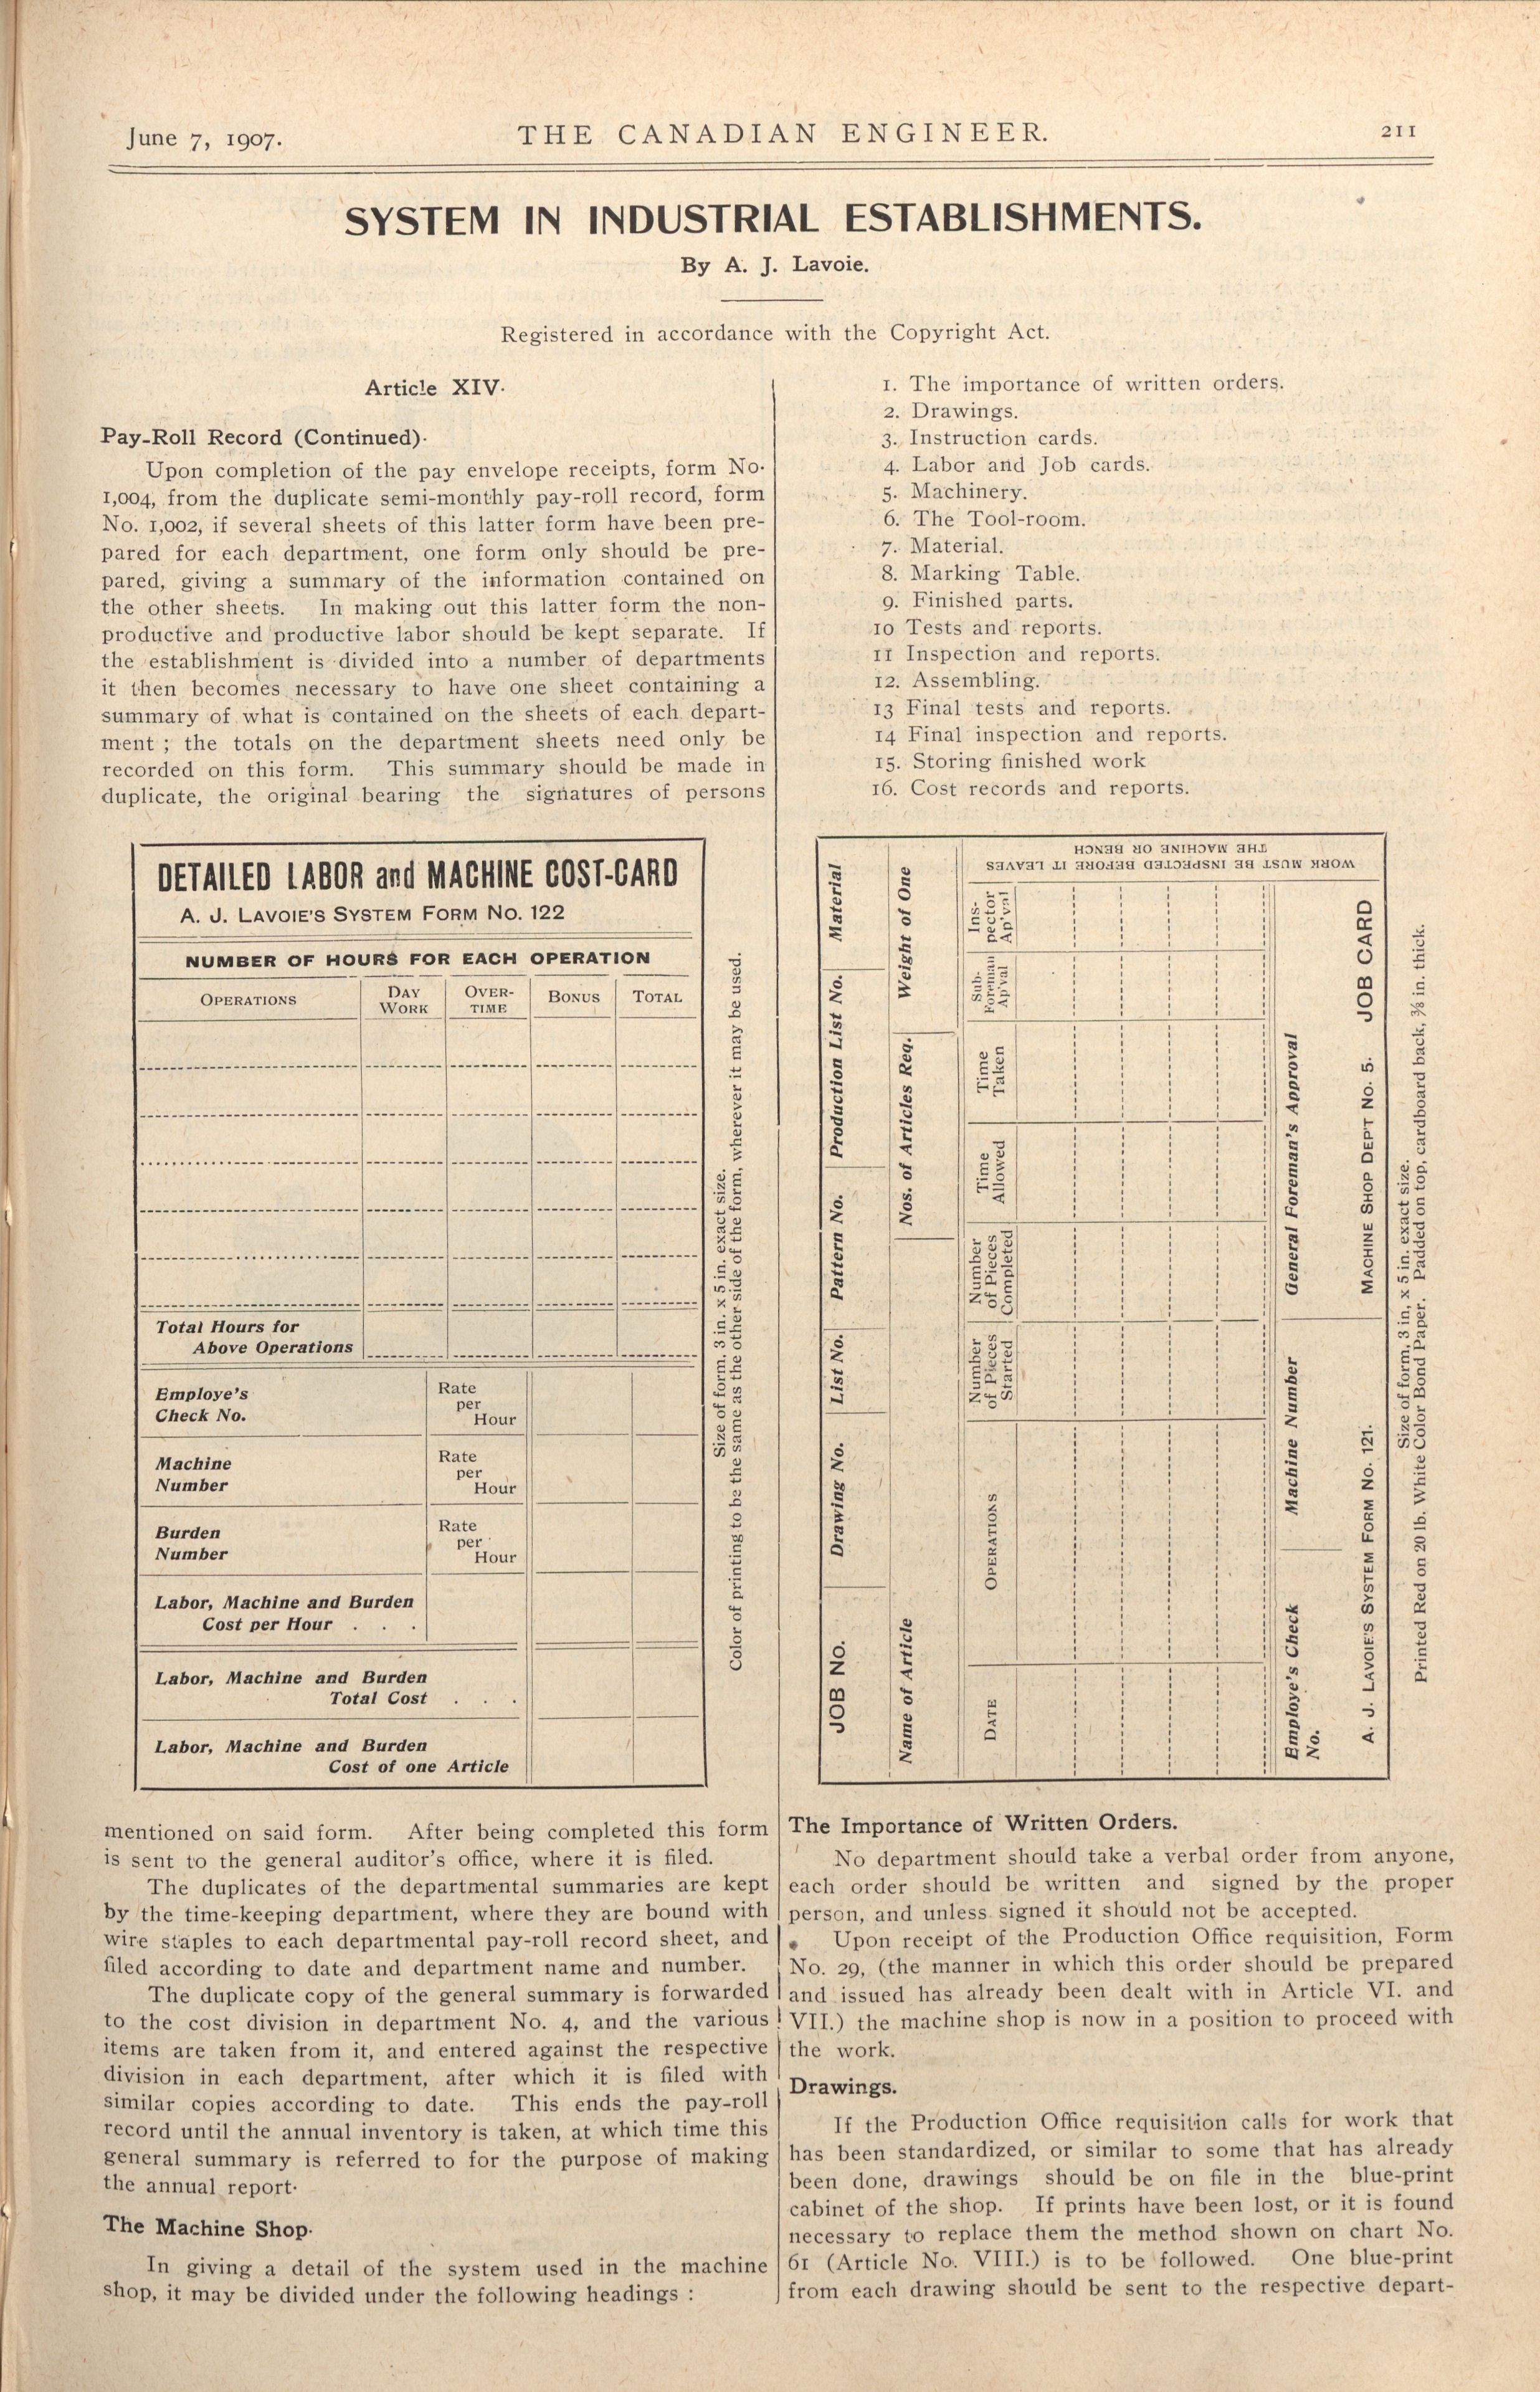 June 7, 1907.
THE CANADIAN ENGINEER.
211
SYSTEM IN INDUSTRIAL ESTABLISHMENTS.
By A. J. Lavoie.
Registered in accordance with the Copyright Act.
Article XIV.
Pay-Roll Record (Continued).
Upon completion of the pay envelope receipts, form No.
1,004, from the duplicate semi-monthly pay-roll record, form
No. 1,002, if several sheets of this latter form have been pre-
pared for each department, one form only should be pre-
pared, giving a summary of the information contained on
the other sheets. In making out this latter form the non-
productive and productive labor should be kept separate. If
the establishment is divided into a number of departments
it then becomes necessary to have one sheet containing a
summary of what is contained on the sheets of each depart-
ment ; the totals on the department sheets need only be
recorded on this form. This summary should be made in
duplicate, the original bearing the signatures of persons
DETAILED LABOR and MACHINE COST-CARD
A. J. LAVOIE'S SYSTEM FORM No. 122
NUMBER OF HOURS FOR EACH OPERATION
OPERATIONS
DAY
WORK
OVER-
TIME
BONUS
TOTAL
Total Hours for
Above Operations
Employe's
Check No.
Rate
per
Hour
Machine
Number
Rate
per
Hour
Burden
Number
Rate
per
Hour
Labor, Machine and Burden
Cost per Hour . . .
Labor, Machine and Burden
Total Cost . . .
Labor, Machine and Burden
Cost of one Article
Size of form, 3 in. x 5 in. exact size.
Color of printing to be the same as the other side of the form, wherever it may be used.
mentioned on said form. After being completed this form
is sent to the general auditor's office, where it is filed.
The duplicates of the departmental summaries are kept
by the time-keeping department, where they are bound with
wire staples to each departmental pay-roll record sheet, and
filed according to date and department name and number.
The duplicate copy of the general summary is forwarded
to the cost division in department No. 4, and the various
items are taken from it, and entered against the respective
division in each department, after which it is filed with
similar copies according to date. This ends the pay-roll
record until the annual inventory is taken, at which time this
general summary is referred to for the purpose of making
the annual report.
The Machine Shop.
In giving a detail of the system used in the machine
shop, it may be divided under the following headings :
1. The importance of written orders.
2. Drawings.
3. Instruction cards.
4. Labor and Job cards.
5. Machinery.
6. The Tool-room.
7. Material.
8. Marking Table.
9. Finished parts.
10 Tests and reports.
11 Inspection and reports.
12. Assembling.
13 Final tests and reports.
14 Final inspection and reports.
15. Storing finished work
16. Cost records and reports.
JOB No.
Drawing No.
List No.
Pattern No.
Production List No.
Material
Name of Article
Nos. of Articles Req.
Weight of One
DATE
OPERATIONS
Number
of Pieces
Started
Number
of Pieces
Completed
Time
Allowed
Time
Taken
Sub-
Foreman
Ap'val
Ins-
pector
Ap'val
WORK MUST BE INSPECTED BEFORE IT LEAVES
THE MACHINE OR BENCH
Employe's Check
No.
Machine Number
General Foreman's Approval
A. J. LAVOIE'S SYSTEM FORM No. 121.
MACHINE SHOP DEP'T No. 5.
JOB CARD
Size of form, 3 in, x 5 in. exact size.
Printed Red on 20 lb. White Color Bond Paper. Padded on top, cardboard back, 3/8 in. thick.
The Importance of Written Orders.
No department should take a verbal order from anyone,
each order should be written and signed by the proper
person, and unless signed it should not be accepted.
Upon receipt of the Production Office requisition, Form
No. 29, (the manner in which this order should be prepared
and issued has already been dealt with in Article VI. and
VII.) the machine shop is now in a position to proceed with
the work.
Drawings.
If the Production Office requisition calls for work that
has been standardized, or similar to some that has already
been done, drawings should be on file in the blue-print
cabinet of the shop. If prints have been lost, or it is found
necessary to replace them the method shown on chart No.
61 (Article No. VIII.) is to be followed. One blue-print
from each drawing should be sent to the respective depart-